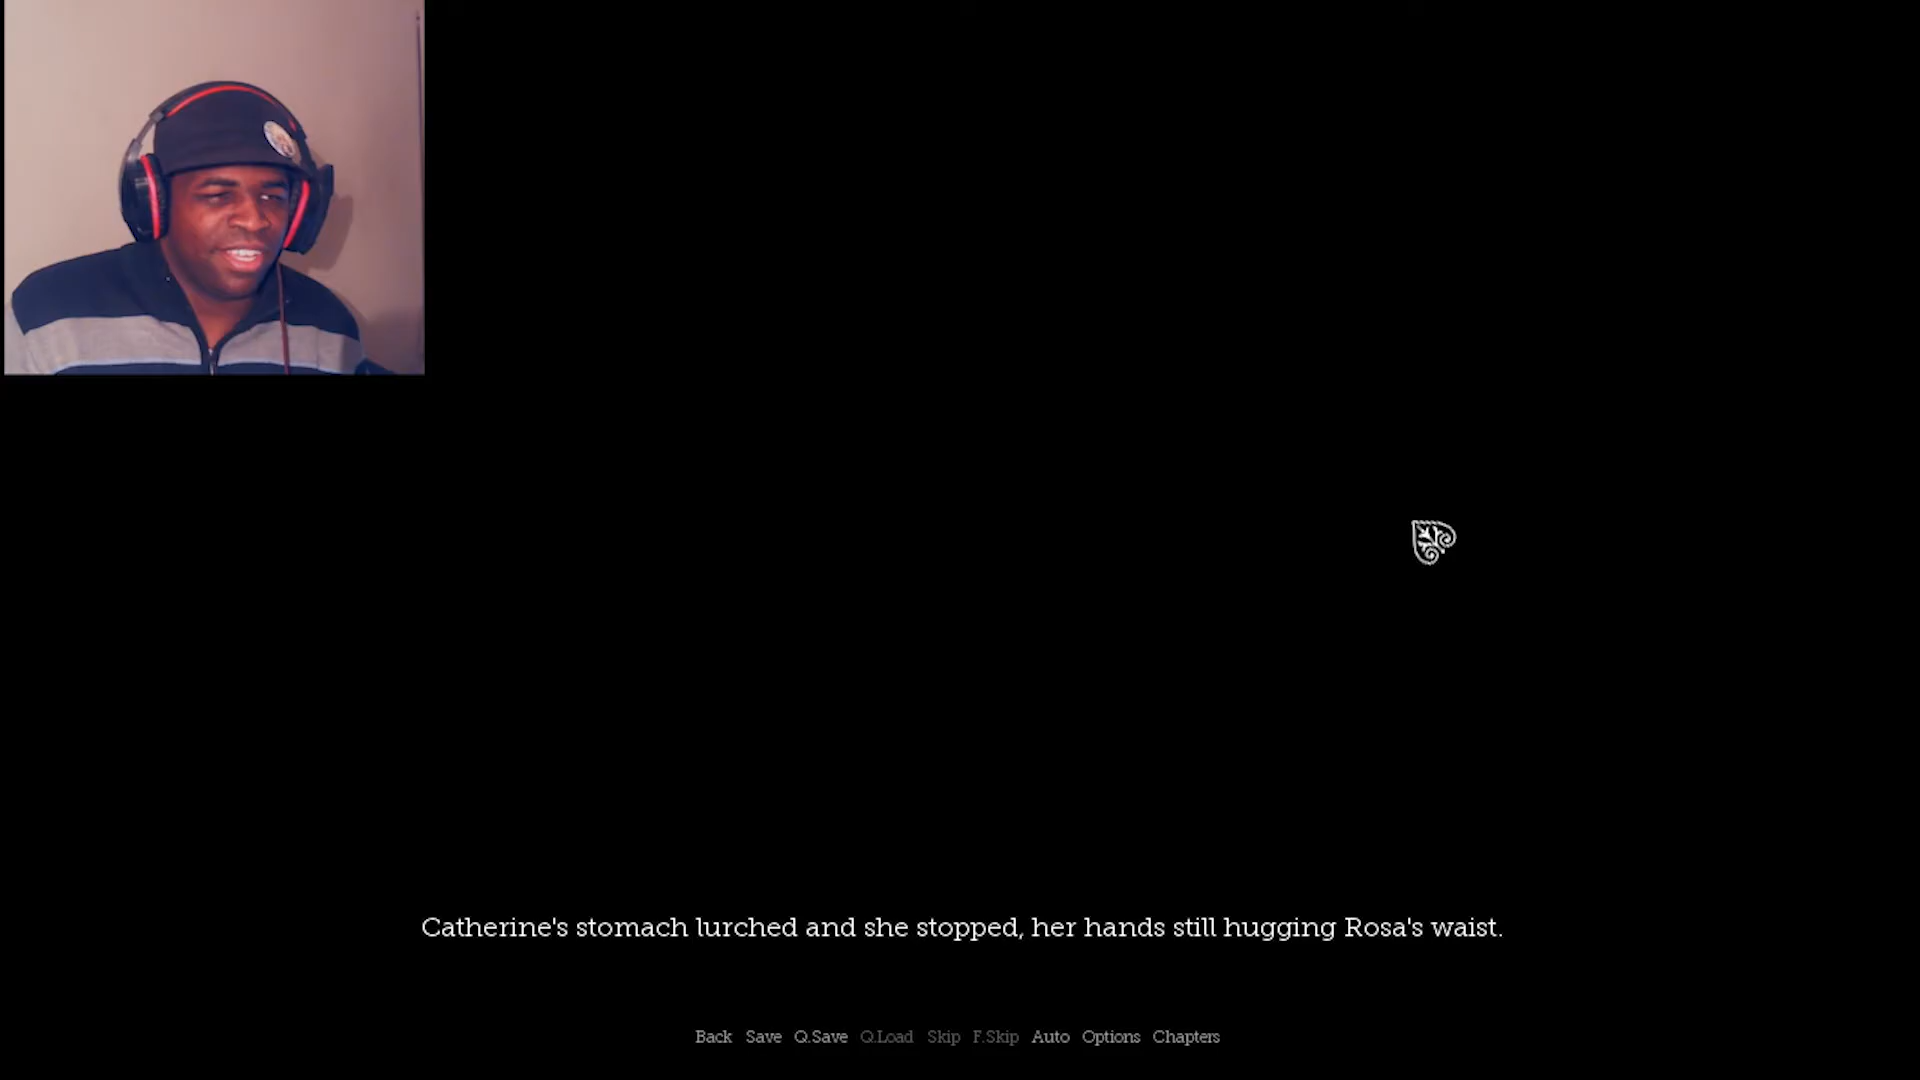 Catherine's stomach lurched and she stopped, her hands still hugging Rosa's waist.
Back Save Q.Save Q.Load Skip F.Skip Auto Options Chapters